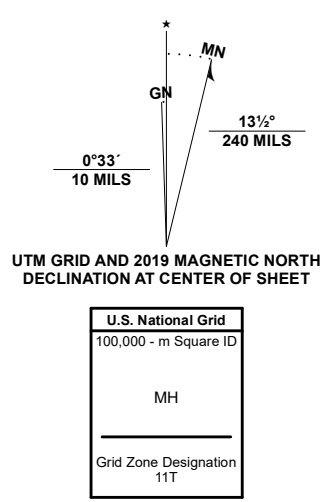 ★
MN
GN
13½°
240 MILS
0°33´
10 MILS
UTM GRID AND 2019 MAGNETIC NORTH
DECLINATION AT CENTER OF SHEET
U.S. National Grid
100,000 - m Square ID
MH
Grid Zone Designation
11T